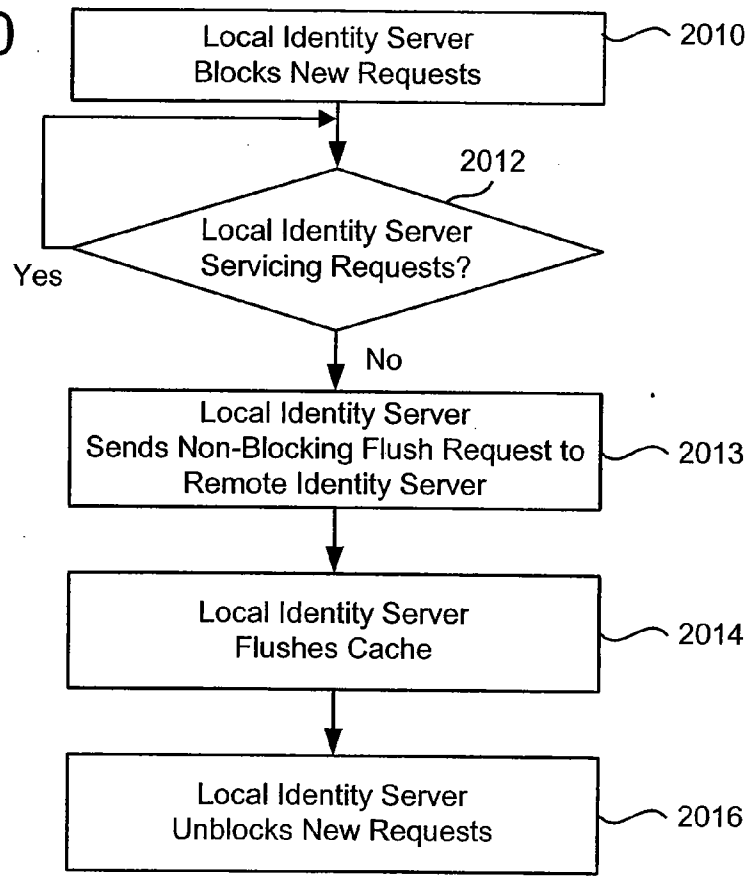 Local Identity Server
Blocks New Requests
2010
2012
Local Identity Server
Servicing Requests?
Yes
No
Local Identity Server
Sends Non-Blocking Flush Request to
Remote Identity Server
2013
Local Identity Server
Flushes Cache
2014
Local Identity Server
Unblocks New Requests
2016